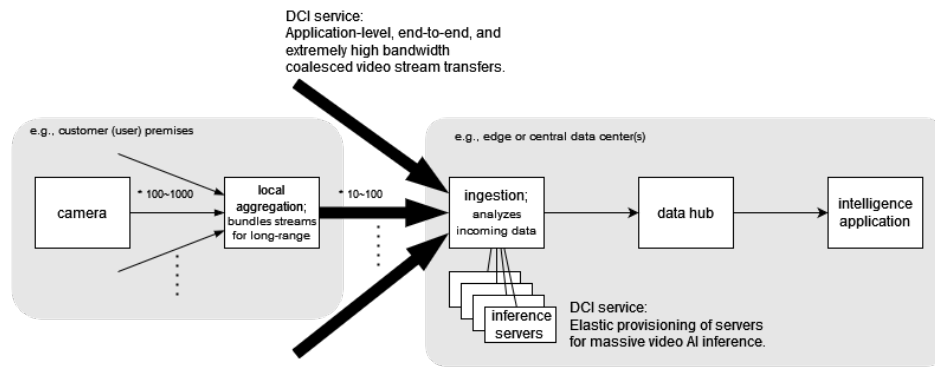 DCI service:
Application-level, end-to-end, and
extremely high bandwidth
coalesced video stream transfers.
e.g., customer (user) premises
e.g., edge or central data center(s)
camera
* 100~1000
local
aggregation;
bundles streams
for long-range
* 10~100
ingestion;
analyzes
incoming data
data hub
intelligence
application
inference
servers
DCI service:
Elastic provisioning of servers
for massive video AI inference.